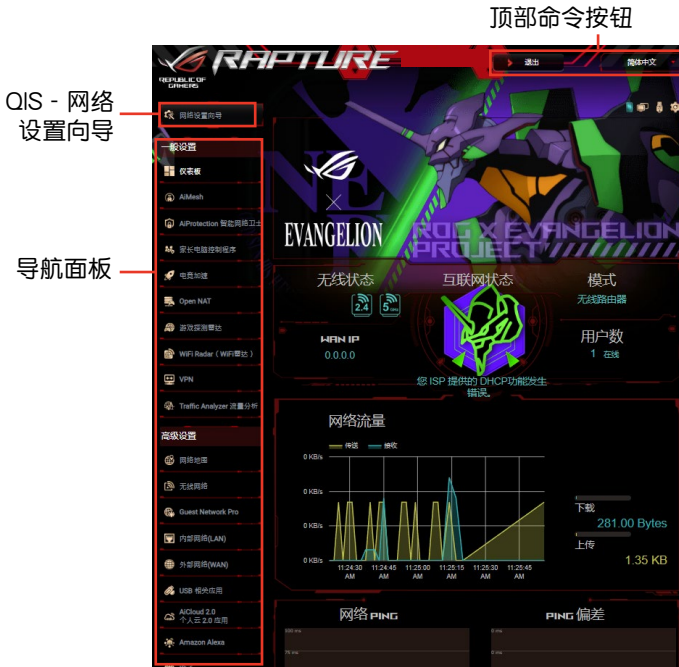 顶部命令按钮
RAPTURE
REPUBLIC OF
GAMERS
退出
简体中文
QIS - 网络
设置向导
网络设置向导
一般设置
仪表板
AiMesh
AiProtection 智能网络卫士
家长电脑控制程序
导航面板
电竞加速
Open NAT
游戏探测雷达
WiFi Radar（WiFi雷达）
VPN
Traffic Analyzer 流量分析
高级设置
网络地图
无线网络
Guest Network Pro
内部网络(LAN)
外部网络(WAN)
USB 相关应用
AiCloud 2.0
个人云 2.0 应用
Amazon Alexa
EVANGELION
ROG X EVANGELION
PROJECT
无线状态
2.4
5
WAN IP
0.0.0.0
互联网状态
您 ISP 提供的 DHCP功能发生
错误。
模式
无线路由器
用户数
1 在线
网络流量
传送 接收
0 KB/s
0 KB/s
0 KB/s
0 KB/s
11:24:30 AM
11:24:45 AM
11:25:00 AM
11:25:15 AM
11:25:30 AM
11:25:45 AM
下载
281.00 Bytes
上传
1.35 KB
网络 PING
100 ms
75 ms
PING 偏差
0 ms
0 ms